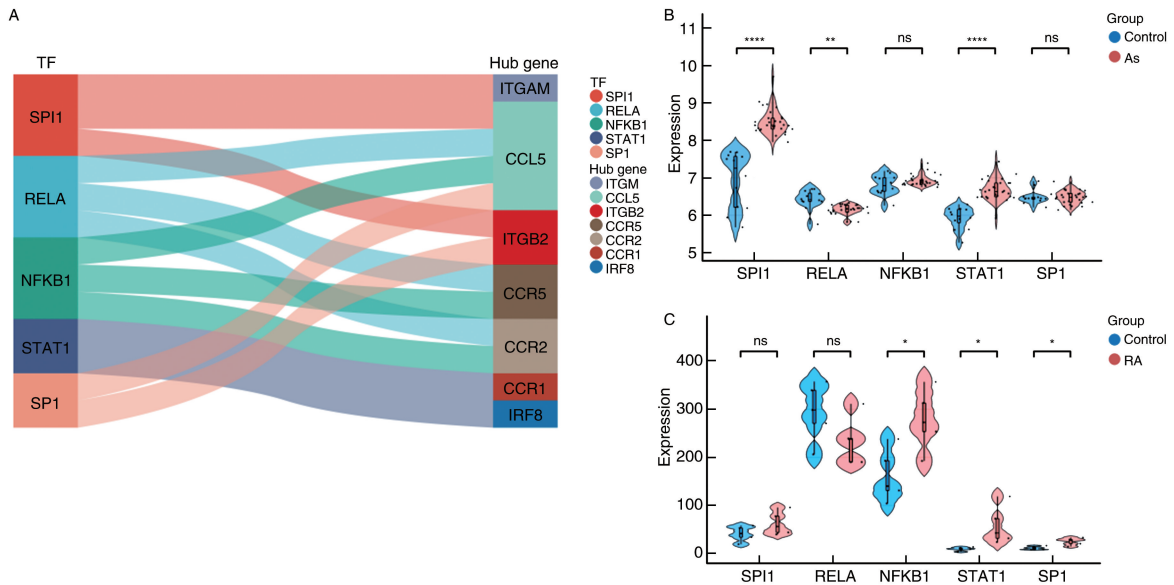 A
TF
Hub gene
SPI1
RELA
NFKB1
STAT1
SP1
ITGAM
CCL5
ITGB2
CCR5
CCR2
CCR1
IRF8
TF
SPI1
RELA
NFKB1
STAT1
SP1
Hub gene
ITGM
CCL5
ITGB2
CCR5
CCR2
CCR1
IRF8
B
Group
Control
As
Expression
11
10
9
8
7
6
5
**** ** ns **** ns
SPI1 RELA NFKB1 STAT1 SP1
C
Group
Control
RA
Expression
400
300
200
100
0
ns ns * * *
SPI1 RELA NFKB1 STAT1 SP1